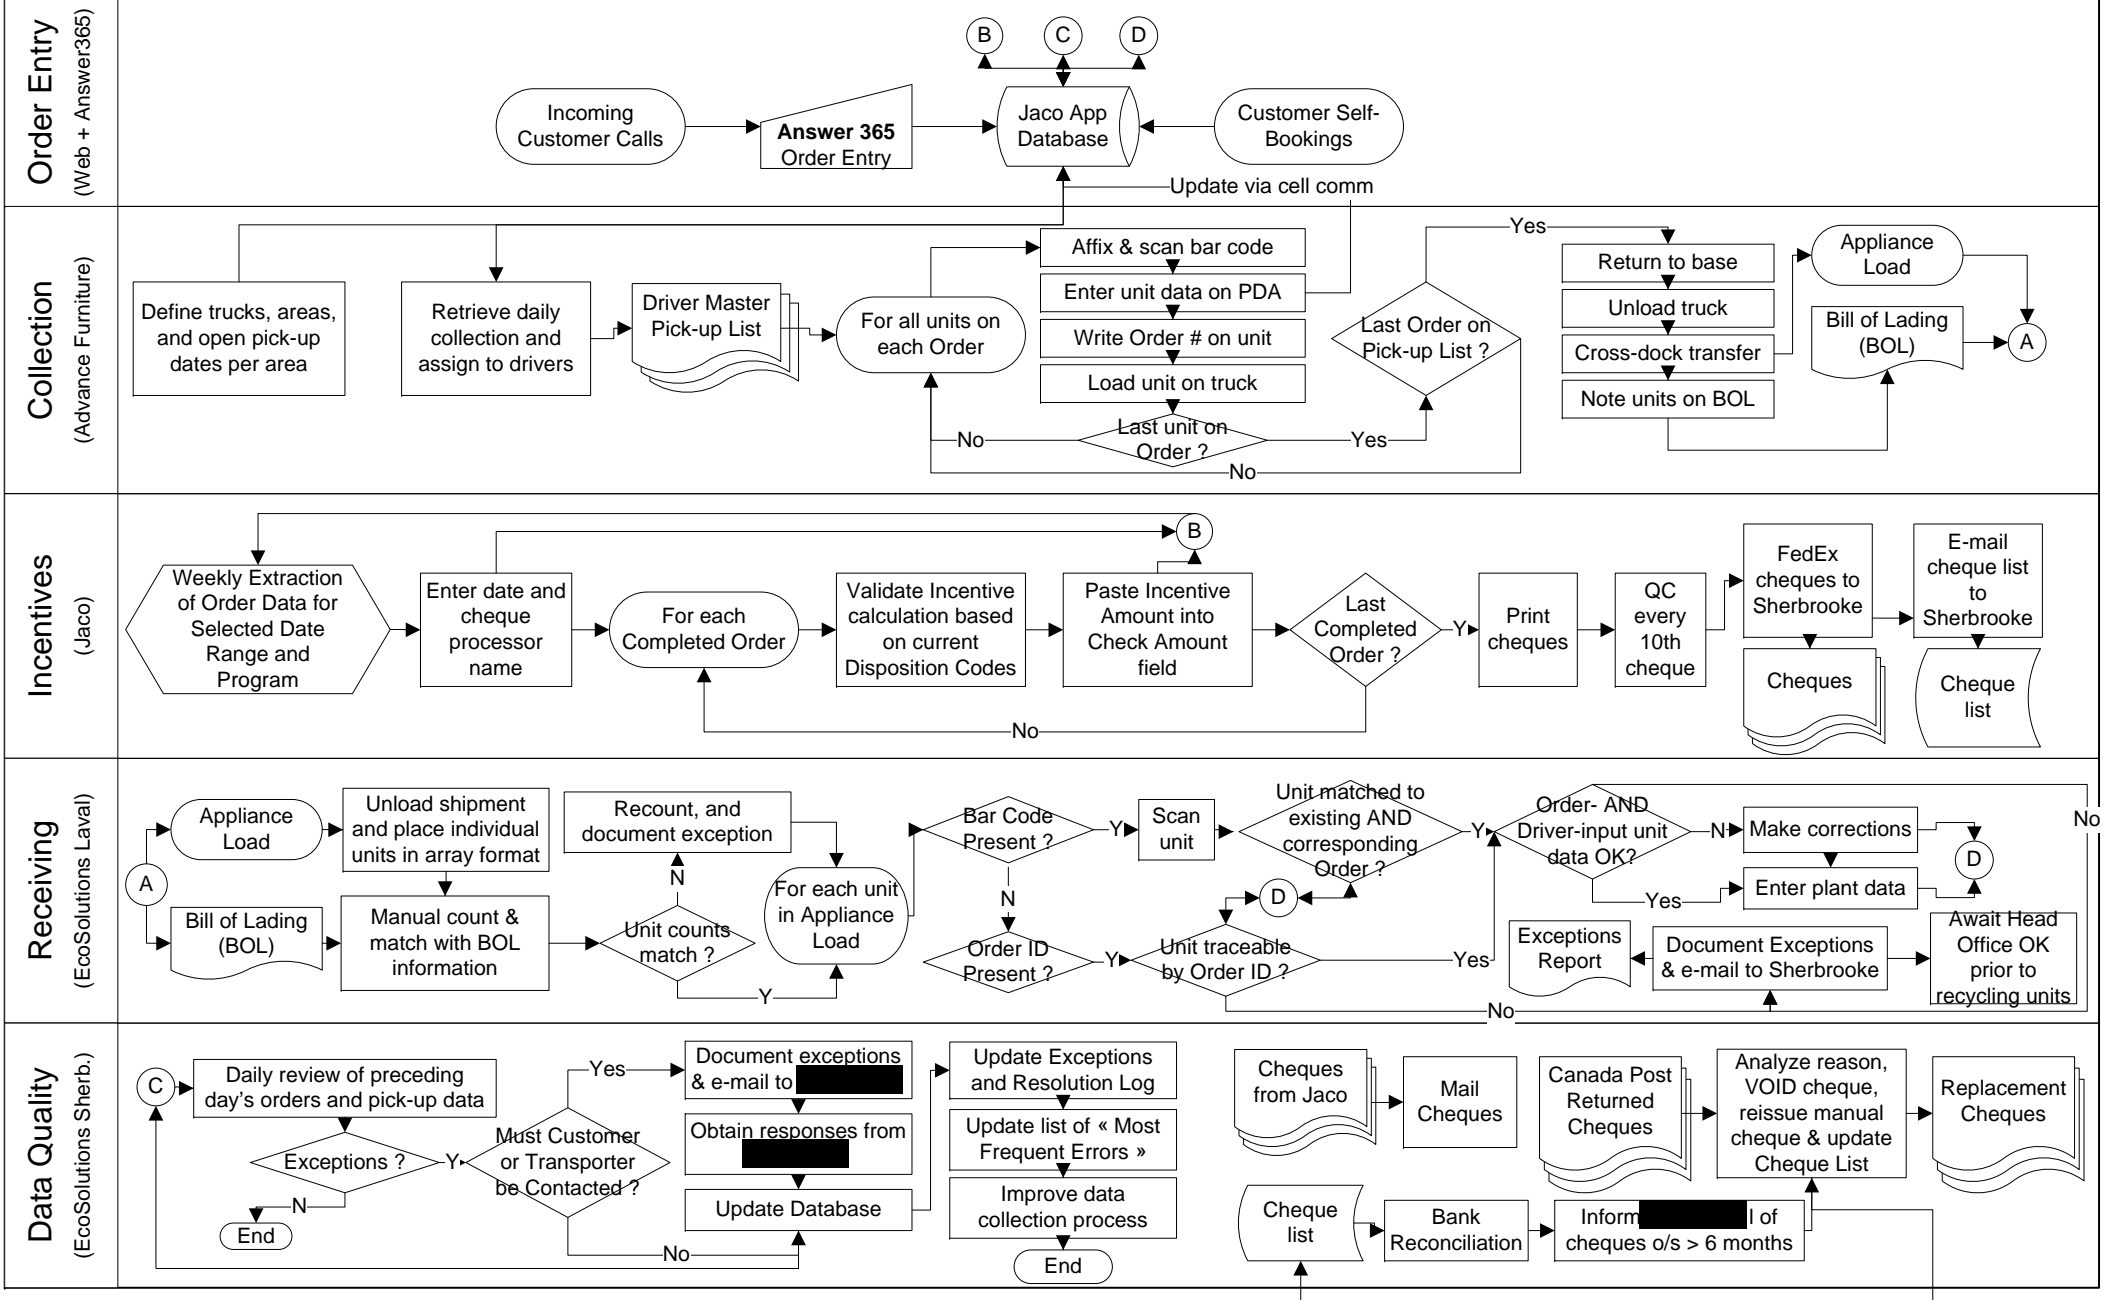 Order Entry
(Web + Answer365)
B
C
D
Incoming
Customer Calls
Answer 365
Order Entry
Jaco App
Database
Customer Self-
Bookings
Update via cell comm
Collection
(Advance Furniture)
Define trucks, areas,
and open pick-up
dates per area
Retrieve daily
collection and
assign to drivers
Driver Master
Pick-up List
For all units on
each Order
Affix & scan bar code
Enter unit data on PDA
Write Order # on unit
Load unit on truck
Last unit on
Order ?
No
Yes
No
Last Order on
Pick-up List ?
Yes
Return to base
Unload truck
Cross-dock transfer
Note units on BOL
Appliance
Load
Bill of Lading
(BOL)
A
Incentives
(Jaco)
B
Weekly Extraction
of Order Data for
Selected Date
Range and
Program
Enter date and
cheque
processor
name
For each
Completed Order
Validate Incentive
calculation based
on current
Disposition Codes
Paste Incentive
Amount into
Check Amount
field
Last
Completed
Order ?
Y
No
Print
cheques
QC
every
10th
cheque
FedEx
cheques to
Sherbrooke
Cheques
E-mail
cheque list
to
Sherbrooke
Cheque
list
Receiving
(EcoSolutions Laval)
A
Appliance
Load
Bill of Lading
(BOL)
Unload shipment
and place individual
units in array format
Manual count &
match with BOL
information
Recount, and
document exception
N
Unit counts
match ?
Y
For each unit
in Appliance
Load
Bar Code
Present ?
Y
N
Order ID
Present ?
Y
Scan
unit
Unit matched to
existing AND
corresponding
Order ?
Y
D
Unit traceable
by Order ID ?
Yes
No
Order- AND
Driver-input unit
data OK?
N
Yes
No
Make corrections
Enter plant data
D
Exceptions
Report
Document Exceptions
& e-mail to Sherbrooke
Await Head
Office OK
prior to
recycling units
Data Quality
(EcoSolutions Sherb.)
C
Daily review of preceding
day's orders and pick-up data
Exceptions ?
Y
N
End
Must Customer
or Transporter
be Contacted ?
Yes
No
Document exceptions
& e-mail to
Obtain responses from
Update Database
Update Exceptions
and Resolution Log
Update list of « Most
Frequent Errors »
Improve data
collection process
End
Cheques
from Jaco
Mail
Cheques
Canada Post
Returned
Cheques
Analyze reason,
VOID cheque,
reissue manual
cheque & update
Cheque List
Replacement
Cheques
Cheque
list
Bank
Reconciliation
Inform l of
cheques o/s > 6 months